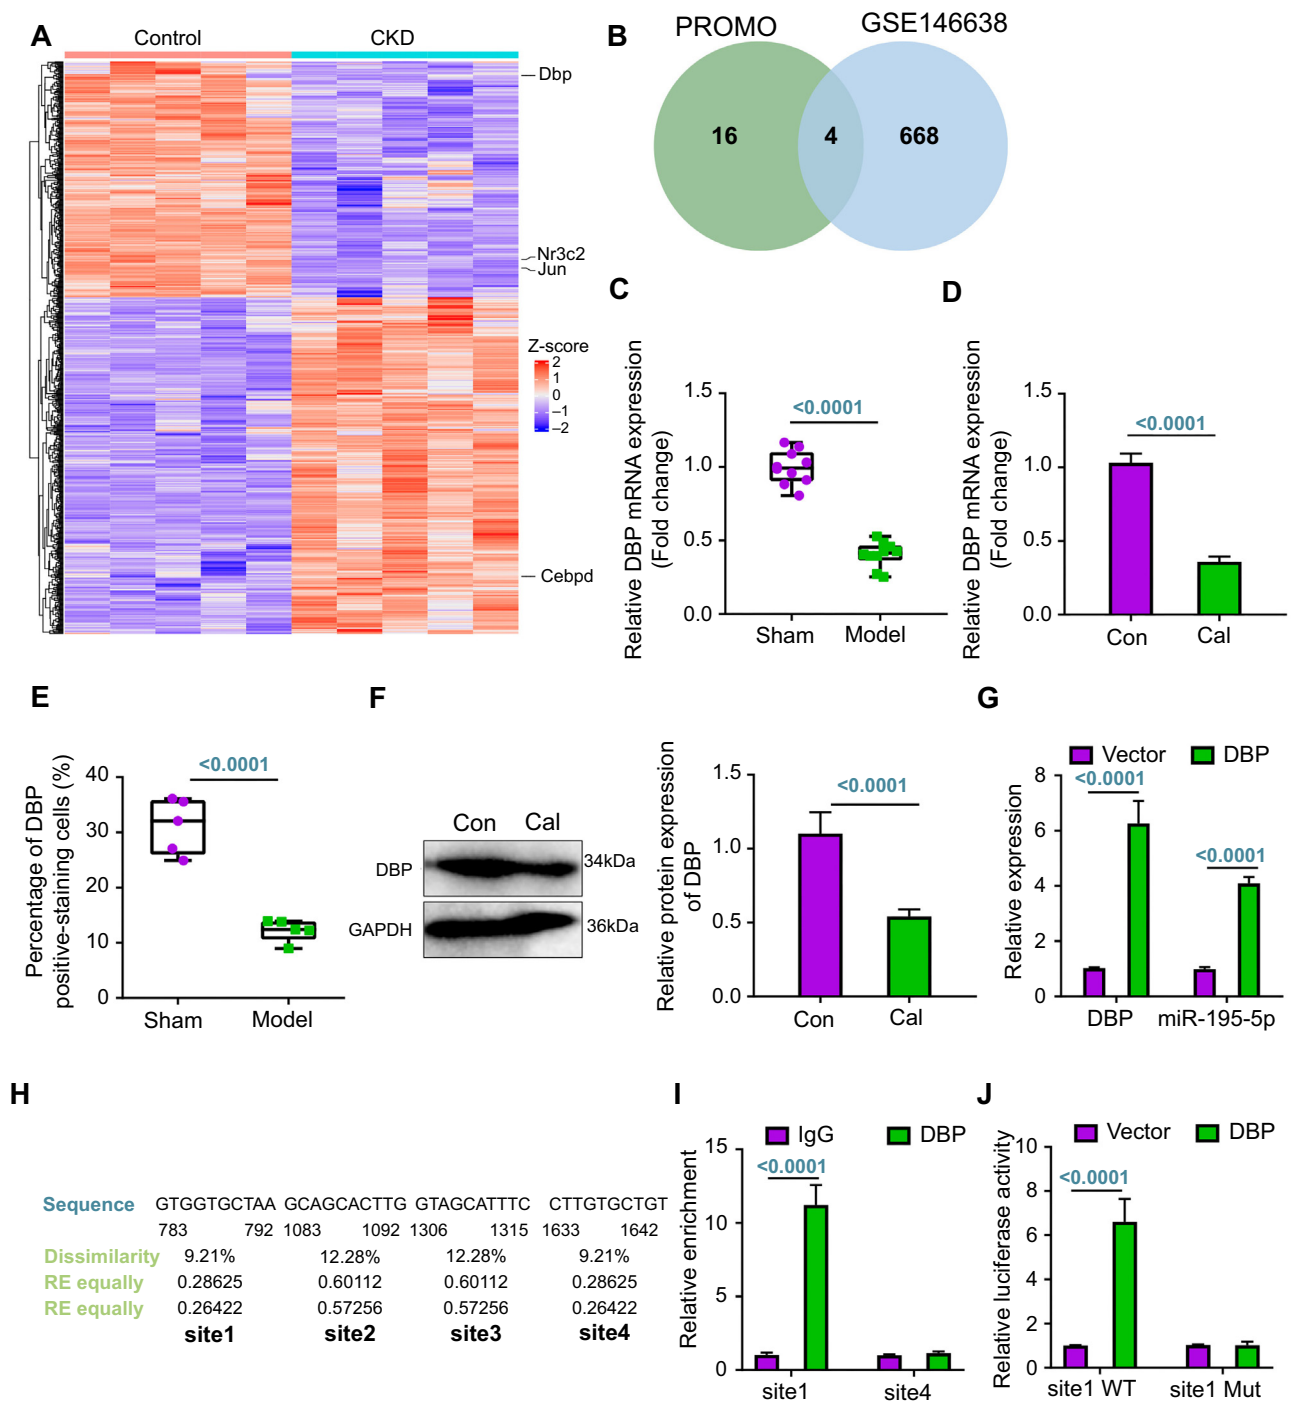 A
Control
CKD
Dbp
Nr3c2
Jun
Z-score
2
1
0
−1
−2
Cebpd
B
PROMO
GSE146638
16
4
668
C
Relative DBP mRNA expression
(Fold change)
1.5
1.0
0.5
0.0
<0.0001
Sham
Model
D
Relative DBP mRNA expression
(Fold change)
1.5
1.0
0.5
0.0
<0.0001
Con
Cal
E
Percentage of DBP
positive-staining cells (%)
40
30
20
10
0
<0.0001
Sham
Model
F
Con
Cal
DBP
34kDa
GAPDH
36kDa
Relative protein expression
of DBP
1.5
1.0
0.5
0.0
<0.0001
Con
Cal
G
Vector
DBP
Relative expression
8
6
4
2
0
<0.0001
<0.0001
DBP
miR-195-5p
H
Sequence GTGGTGCTAA GCAGCACTTG GTAGCATTTC CTTGTGCTGT
783 792 1083 1092 1306 1315 1633 1642
Dissimilarity 9.21% 12.28% 12.28% 9.21%
RE equally 0.28625 0.60112 0.60112 0.28625
RE equally 0.26422 0.57256 0.57256 0.26422
site1 site2 site3 site4
I
IgG
DBP
Relative enrichment
15
10
5
0
<0.0001
site1
site4
J
Vector
DBP
Relative luciferase activity
10
8
6
4
2
0
<0.0001
site1 WT
site1 Mut